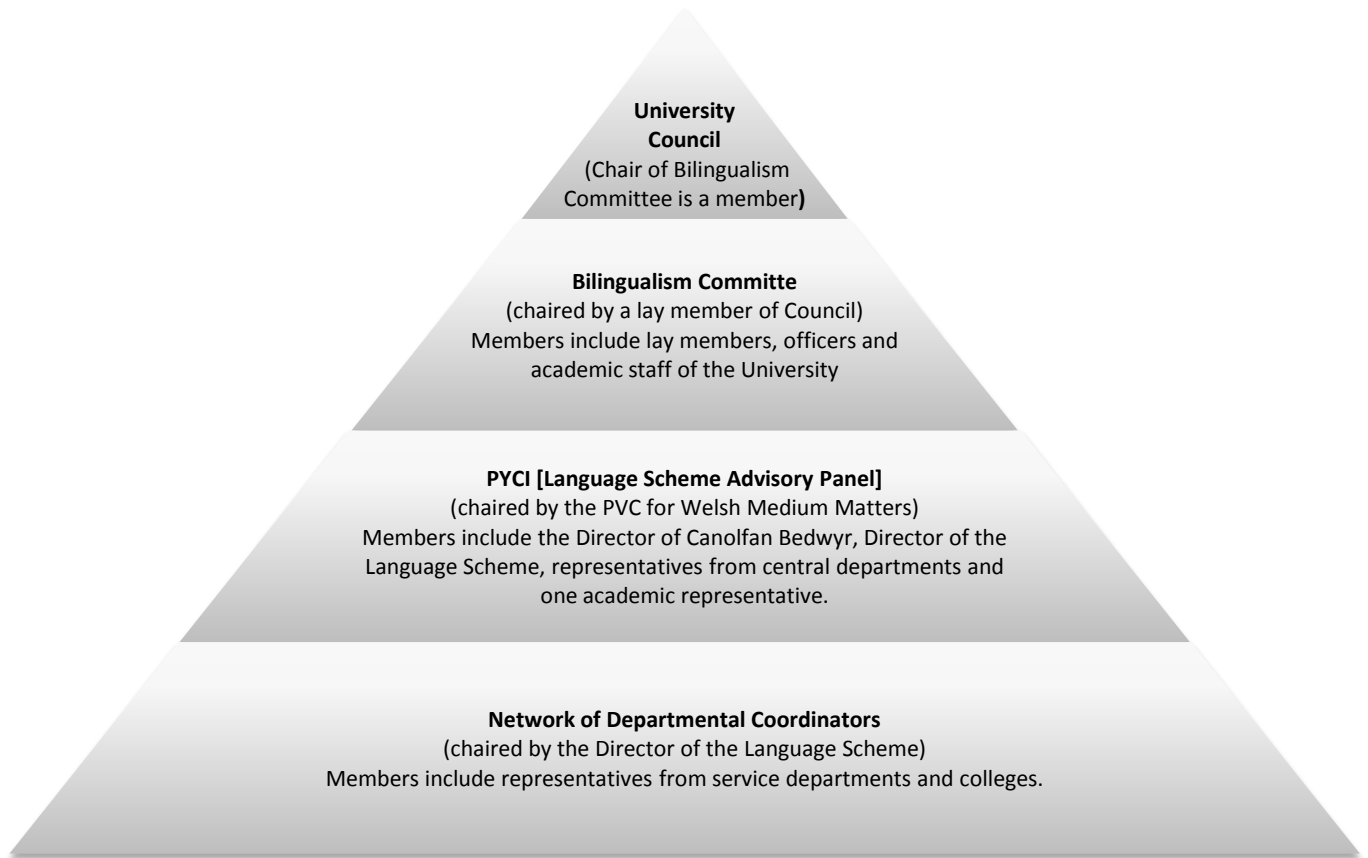 University
Council
(Chair of Bilingualism
Committee is a member)
Bilingualism Committe
(chaired by a lay member of Council)
Members include lay members, officers and
academic staff of the University
PYCI [Language Scheme Advisory Panel]
(chaired by the PVC for Welsh Medium Matters)
Members include the Director of Canolfan Bedwyr, Director of the
Language Scheme, representatives from central departments and
one academic representative.
Network of Departmental Coordinators
(chaired by the Director of the Language Scheme)
Members include representatives from service departments and colleges.